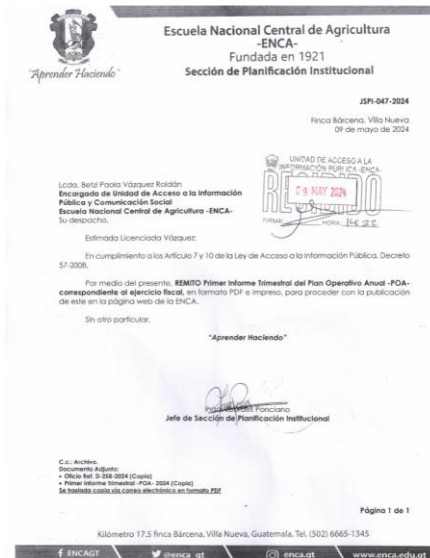 Escuela Nacional Central de Agricultura
-ENCA-
Fundada en 1921
Sección de Planificación Institucional
"Aprender Haciendo"
JSPI-047-2024
Finca Bárcena, Villa Nueva
09 de mayo de 2024
UNIDAD DE ACCESO A LA
INFORMACIÓN PÚBLICA -ENCA-
RECIBIDO
09 MAY 2024
FIRMA:
HORA:
Lcda. Betzi Paola Vázquez Roldán
Encargada de Unidad de Acceso a la Información
Pública y Comunicación Social
Escuela Nacional Central de Agricultura -ENCA-
Su despacho.
Estimada Licenciada Vázquez:
En cumplimiento a los Artículo 7 y 10 de la Ley de Acceso a la Información Pública, Decreto
57-2008.
Por medio del presente, REMITO Primer Informe Trimestral del Plan Operativo Anual -POA-
correspondiente al ejercicio fiscal, en formato PDF e impreso, para proceder con la publicación
de este en la página web de la ENCA.
Sin otro particular.
"Aprender Haciendo"
Ponciano
Jefe de Sección de Planificación Institucional
C.c.: Archivo.
Documento Adjunto:
• Oficio Ref. D-268-2024 (Copia)
• Primer Informe Trimestral -POA- 2024 (Copia)
Se traslada copia vía correo electrónico en formato PDF
Página 1 de 1
Kilómetro 17.5 finca Bárcena, Villa Nueva, Guatemala. Tel. (502) 6665-1345
ENCAGT @enca_gt enca.gt www.enca.edu.gt